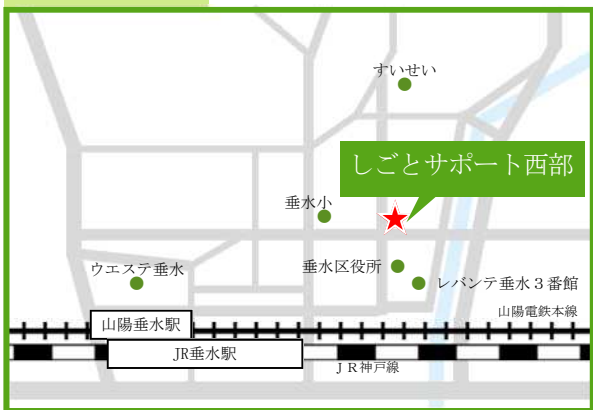 すいせい
しごとサポート西部
垂水小
垂水区役所
ウエステ垂水
レバンテ垂水３番館
山陽電鉄本線
山陽垂水駅
JR垂水駅
ＪＲ神戸線